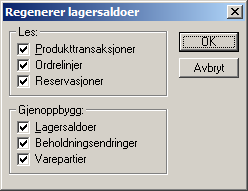 Regenerer lagersaldoer
Les:
Produkttransaksjoner
Ordrelinjer
Reservasjoner
OK
Avbryt
Gjenoppbygg:
Lagersaldoer
Beholdningsendringer
Varepartier